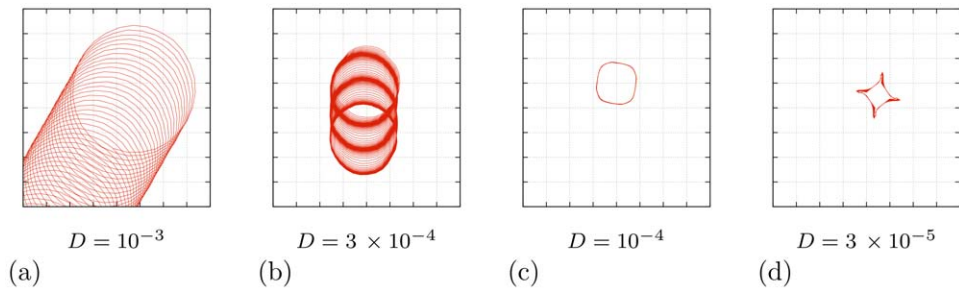 D = 10⁻³
D = 3 × 10⁻⁴
D = 10⁻⁴
D = 3 × 10⁻⁵
(a)
(b)
(c)
(d)